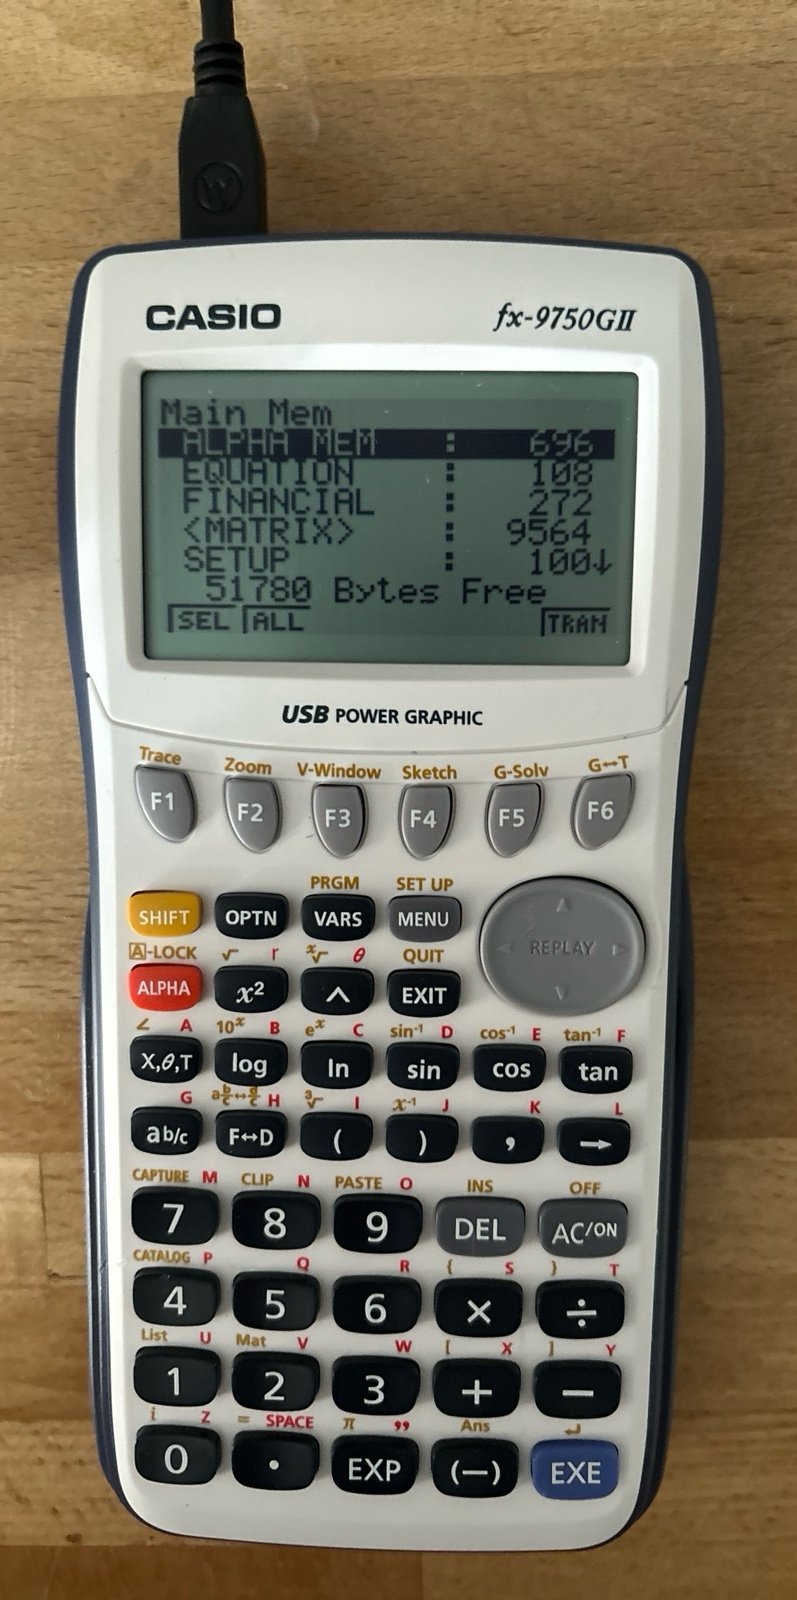 CASIO fx-9750GII
Main Mem
ALPHA MEM : 696
EQUATION : 108
FINANCIAL : 272
<MATRIX> : 9564
SETUP : 100↓
51780 Bytes Free
SEL ALL TRAN
USB POWER GRAPHIC
Trace Zoom V-Window Sketch G-Solv G↔T
F1 F2 F3 F4 F5 F6
PRGM SET UP
SHIFT OPTN VARS MENU
REPLAY
A-LOCK √ r ˣ√ θ QUIT
ALPHA x² ^ EXIT
∠ A 10ˣ B eˣ C sin⁻¹ D cos⁻¹ E tan⁻¹ F
X,θ,T log ln sin cos tan
G a b/c↔d/c H ³√ I x⁻¹ J K L
ab/c F↔D ( ) , →
CAPTURE M CLIP N PASTE O INS OFF
7 8 9 DEL AC/ON
CATALOG P Q R { S } T
4 5 6 × ÷
List U Mat V W [ X ] Y
1 2 3 + −
i Z = SPACE π " Ans ↵
0 . EXP (−) EXE